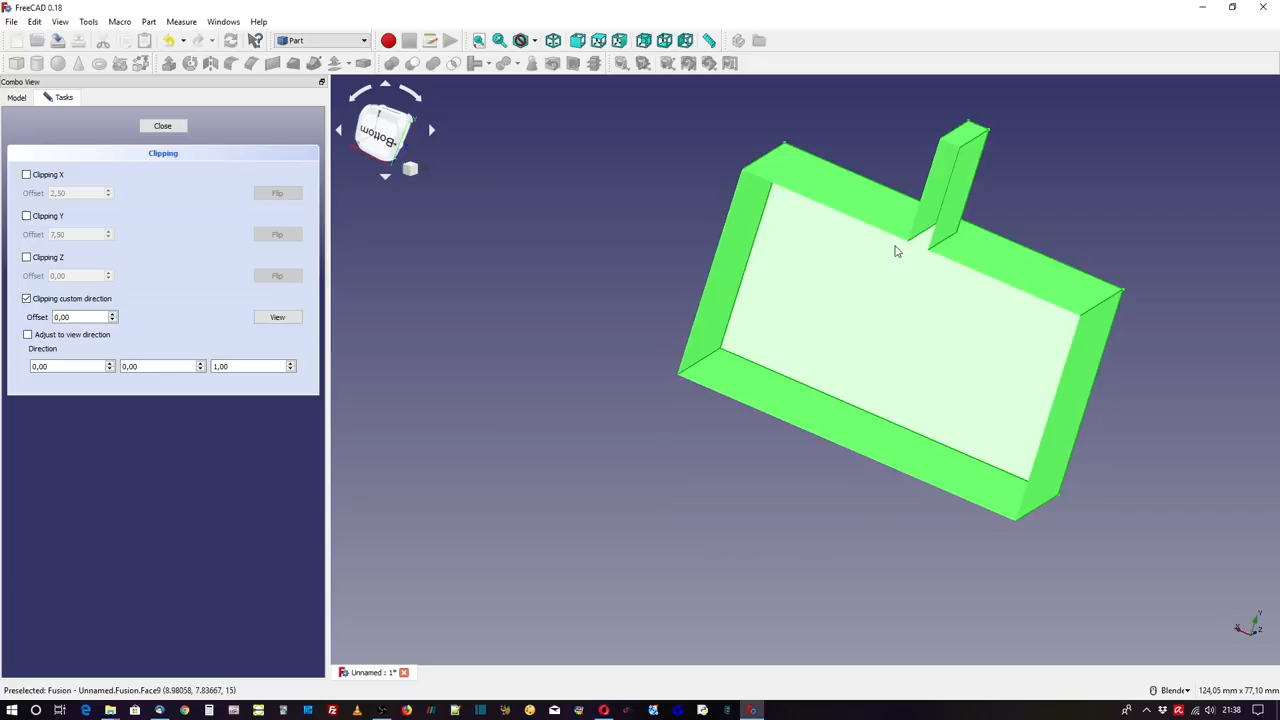 FreeCAD 0.18
File Edit View Tools Macro Part Measure Windows Help
Part
Combo View
Model Tasks
Close
Clipping
Clipping X
Offset 2,50 Flip
Clipping Y
Offset 7,50 Flip
Clipping Z
Offset 0,00 Flip
Clipping custom direction
Offset 0,00 View
Adjust to view direction
Direction
0,00 0,00 1,00
Bottom
Y
X
Z
Unnamed : 1*
Preselected: Fusion - Unnamed.Fusion.Face9 (8.98058, 7.83667, 15)
Blender 124,05 mm x 77,10 mm
21:38